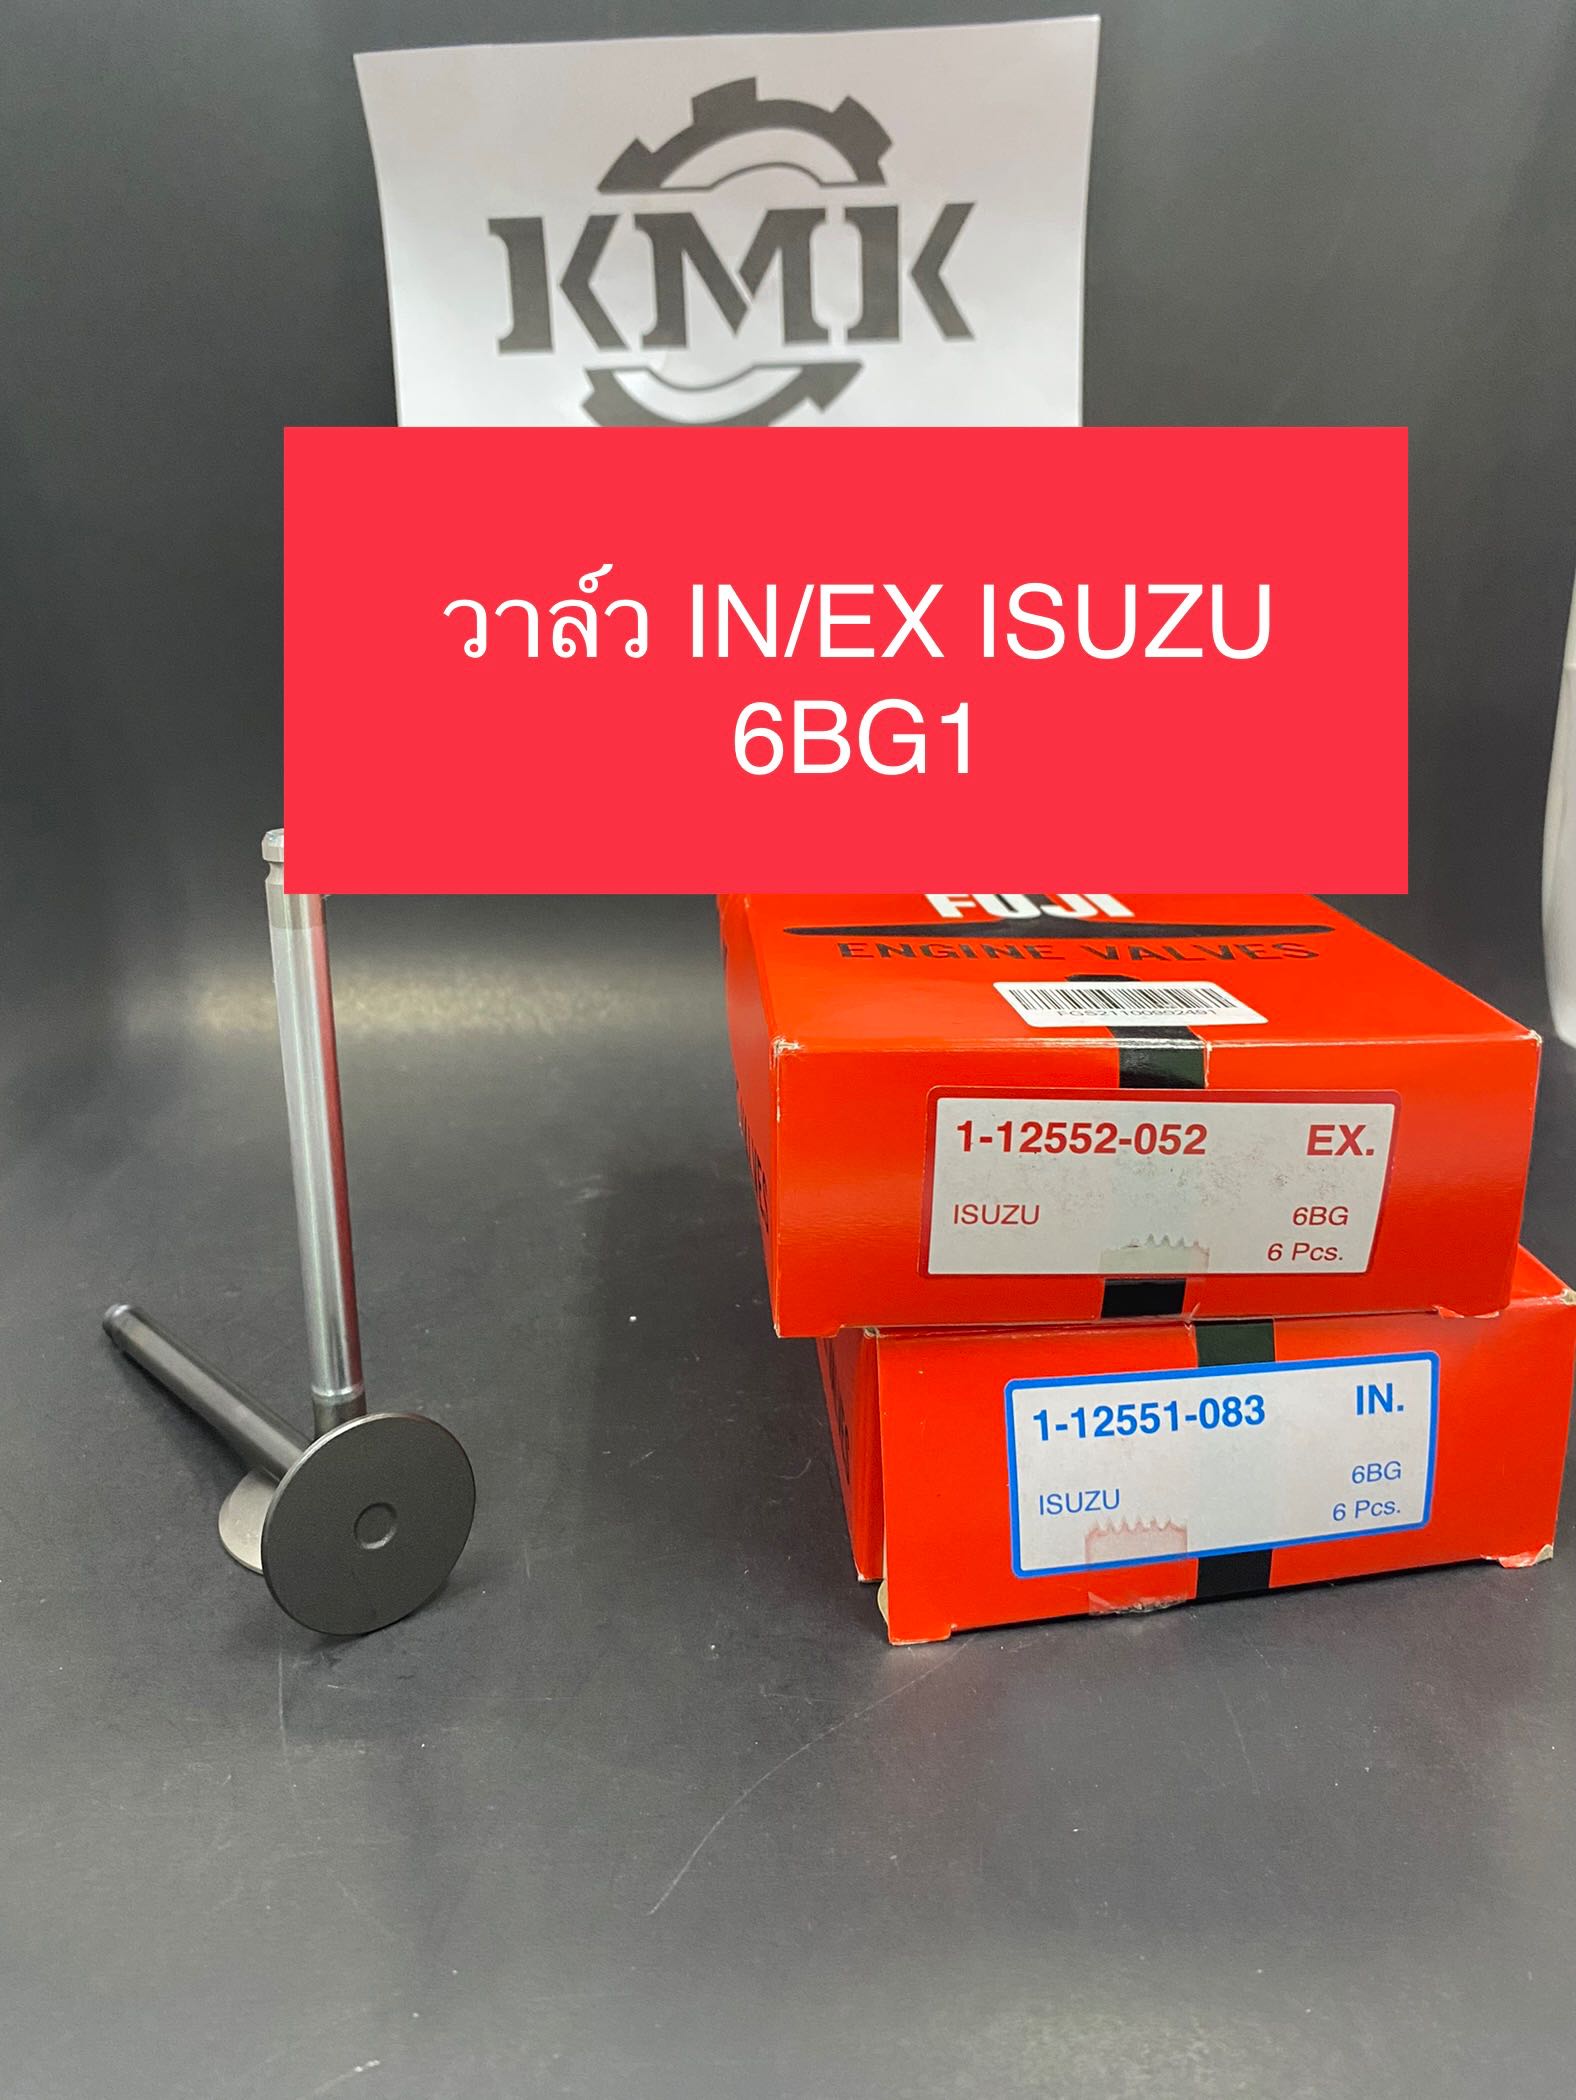 KMK
วาล์ว IN/EX ISUZU
6BG1
FUJI
ENGINE VALVES
FGS21100902491
1-12552-052 EX.
ISUZU 6BG
6 Pcs.
1-12551-083 IN.
6BG
ISUZU
6 Pcs.